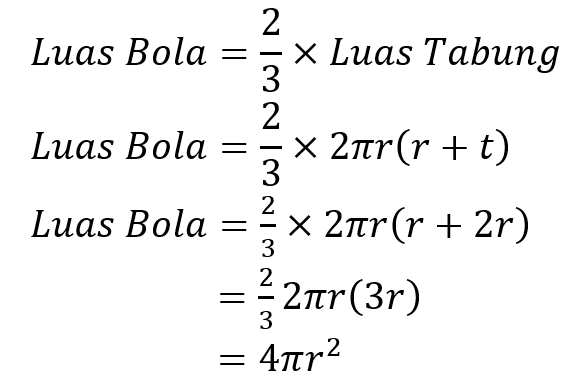 Luas Bola = 2/3 × Luas Tabung
Luas Bola = 2/3 × 2πr(r + t)
Luas Bola = 2/3 × 2πr(r + 2r)
= 2/3 2πr(3r)
= 4πr²